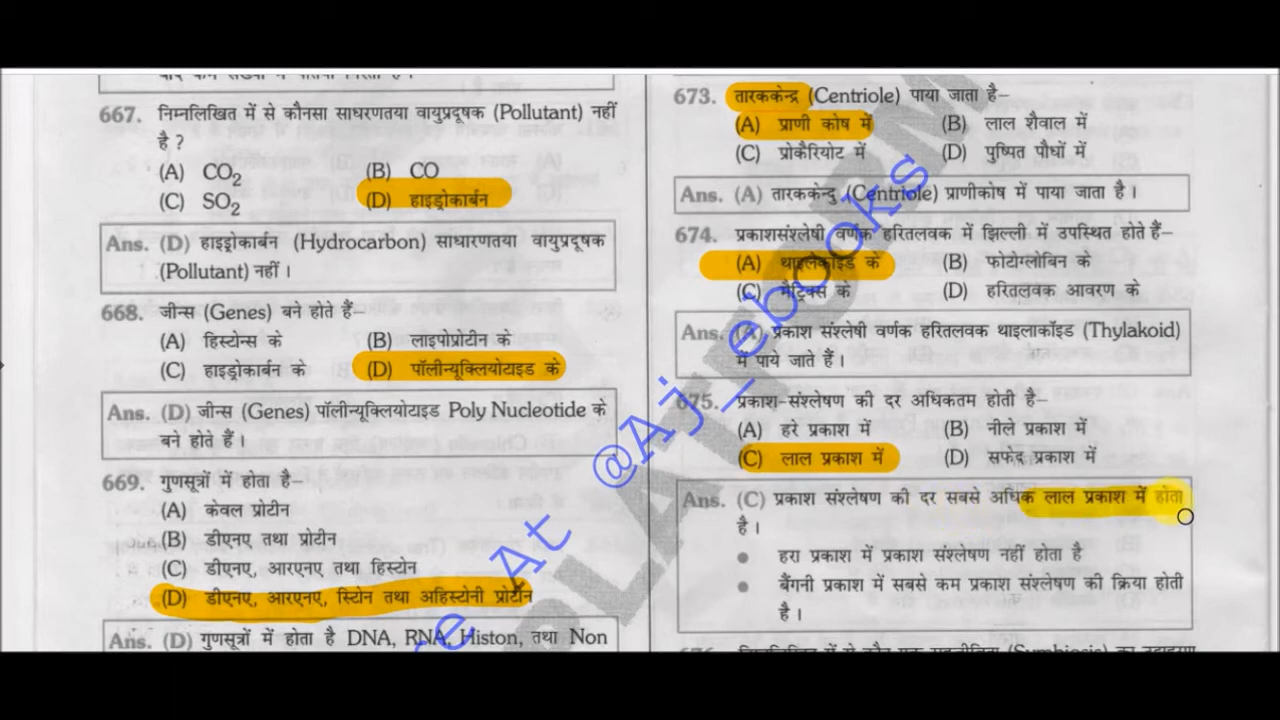 667. निम्नलिखित में से कौनसा साधरणतया वायुप्रदूषक (Pollutant) नहीं
है ?
(A) CO2 (B) CO
(C) SO2 (D) हाइड्रोकार्बन
Ans. (D) हाइड्रोकार्बन (Hydrocarbon) साधारणतया वायुप्रदूषक
(Pollutant) नहीं ।
668. जीन्स (Genes) बने होते हैं–
(A) हिस्टोन्स के (B) लाइपोप्रोटीन के
(C) हाइड्रोकार्बन के (D) पॉलीन्यूक्लियोटाइड के
Ans. (D) जीन्स (Genes) पॉलीन्यूक्लियोटाइड Poly Nucleotide के
बने होते हैं ।
669. गुणसूत्रों में होता है–
(A) केवल प्रोटीन
(B) डीएनए तथा प्रोटीन
(C) डीएनए, आरएनए तथा हिस्टोन
(D) डीएनए, आरएनए, स्टिोन तथा अहिस्टोनी प्रोटीन
Ans. (D) गुणसूत्रों में होता है DNA, RNA, Histon, तथा Non
673. तारककेन्द्र (Centriole) पाया जाता है–
(A) प्राणी कोष में (B) लाल शैवाल में
(C) प्रोकैरियोट में (D) पुष्पित पौधों में
Ans. (A) तारककेन्दु (Centriole) प्राणीकोष में पाया जाता है ।
674. प्रकाशसंश्लेषी वर्णक हरितलवक में झिल्ली में उपस्थित होते हैं–
(A) थाइलेकॉइड के (B) फोटोग्लोबिन के
(C) मैट्रिक्स के (D) हरितलवक आवरण के
Ans. (A) प्रकाश संश्लेषी वर्णक हरितलवक थाइलाकॉइड (Thylakoid)
में पाये जाते हैं ।
675. प्रकाश-संश्लेषण की दर अधिकतम होती है–
(A) हरे प्रकाश में (B) नीले प्रकाश में
(C) लाल प्रकाश में (D) सफेद प्रकाश में
Ans. (C) प्रकाश संश्लेषण की दर सबसे अधिक लाल प्रकाश में होता
है ।
• हरा प्रकाश में प्रकाश संश्लेषण नहीं होता है
• बैंगनी प्रकाश में सबसे कम प्रकाश संश्लेषण की क्रिया होती
है ।
At @Aj_ebooks